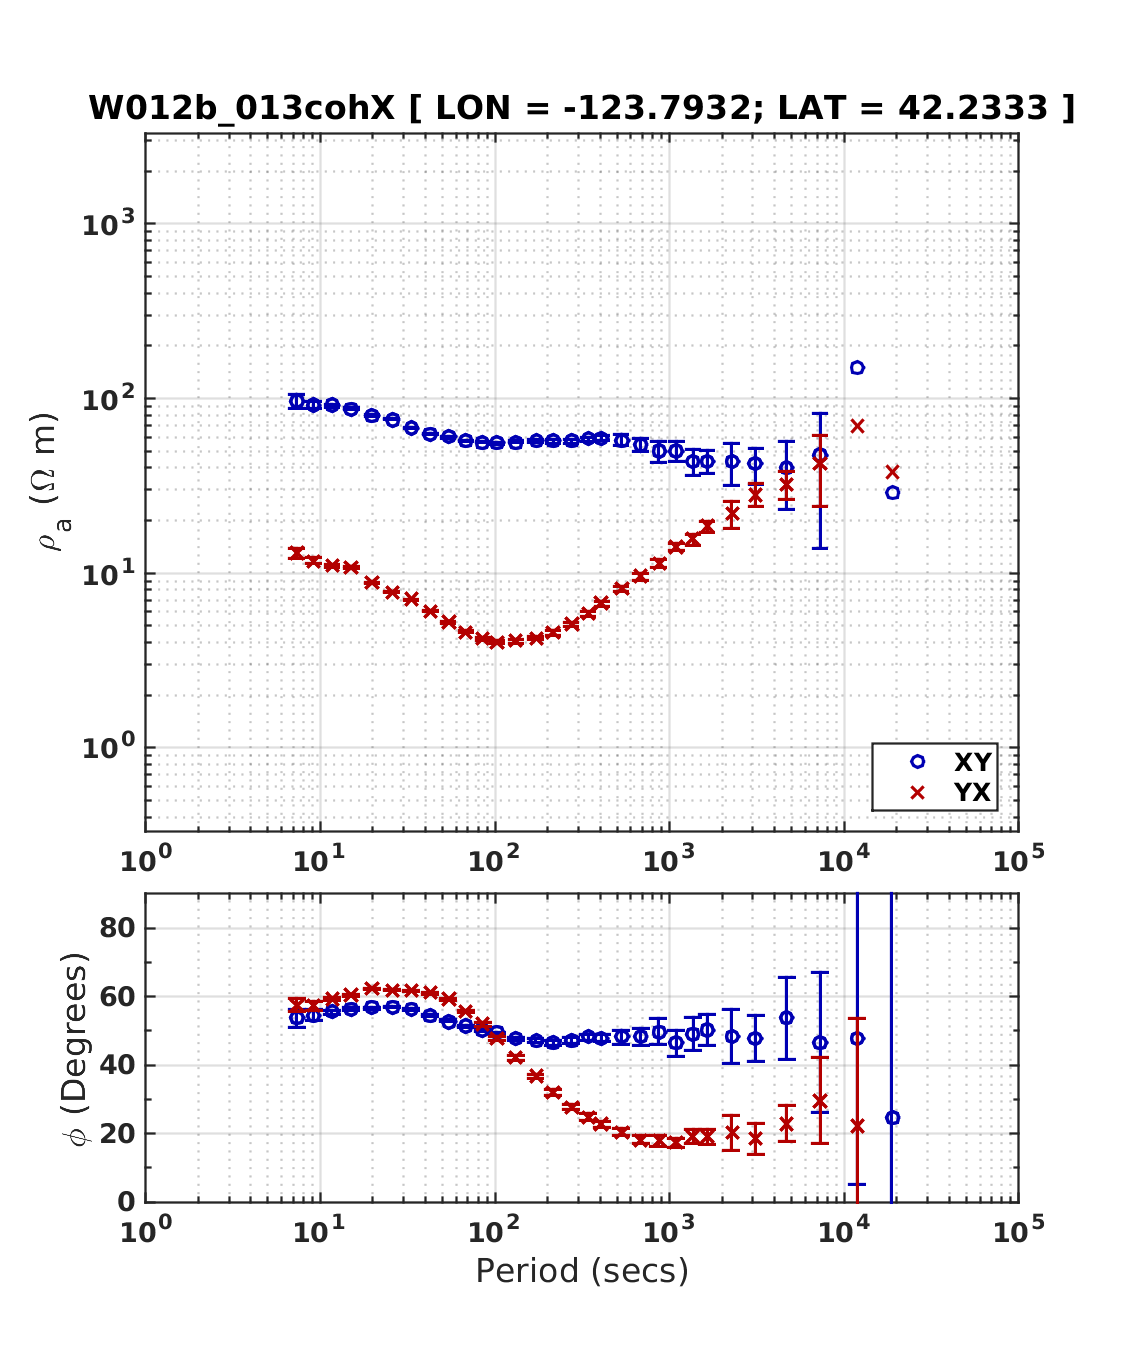 W012b_013cohX [ LON = -123.7932; LAT = 42.2333 ]
10³
10²
10¹
10⁰
ρ a (Ω m)
XY
YX
10⁰ 10¹ 10² 10³ 10⁴ 10⁵
80
60
40
20
0
ϕ (Degrees)
10⁰ 10¹ 10² 10³ 10⁴ 10⁵
Period (secs)